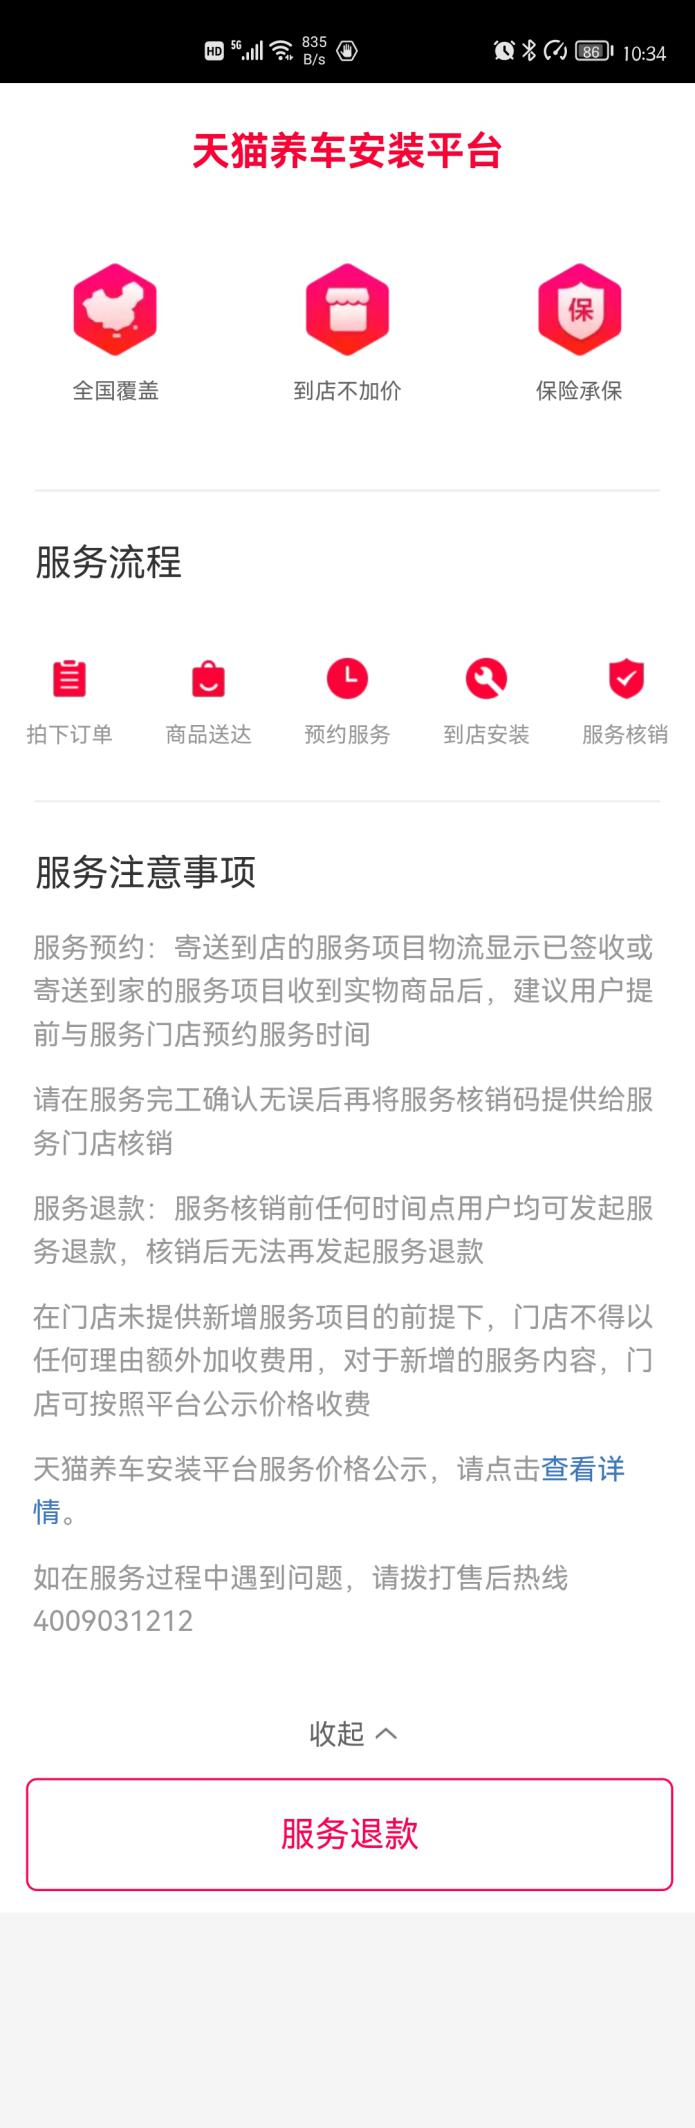 HD 5G 835 B/s 86 10:34
天猫养车安装平台
保
全国覆盖 到店不加价 保险承保
服务流程
拍下订单 商品送达 预约服务 到店安装 服务核销
服务注意事项
服务预约：寄送到店的服务项目物流显示已签收或
寄送到家的服务项目收到实物商品后，建议用户提
前与服务门店预约服务时间
请在服务完工确认无误后再将服务核销码提供给服
务门店核销
服务退款：服务核销前任何时间点用户均可发起服
务退款，核销后无法再发起服务退款
在门店未提供新增服务项目的前提下，门店不得以
任何理由额外加收费用，对于新增的服务内容，门
店可按照平台公示价格收费
天猫养车安装平台服务价格公示，请点击查看详
情。
如在服务过程中遇到问题，请拨打售后热线
4009031212
收起
服务退款